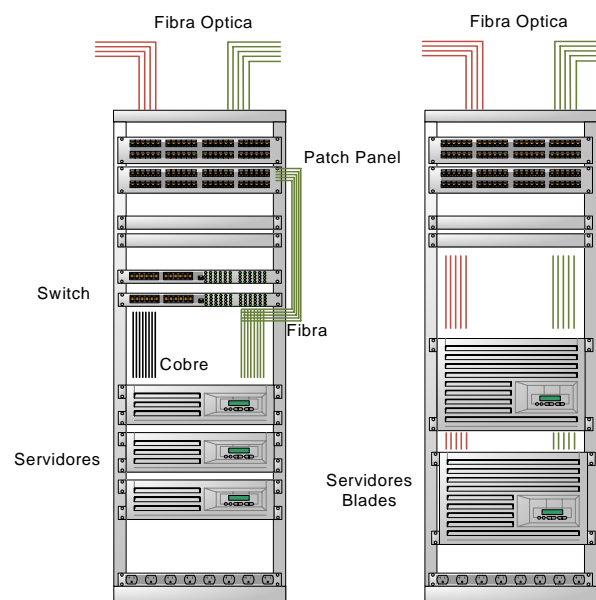 Fibra Optica
Fibra Optica
Patch Panel
Switch
Fibra
Cobre
Servidores
Servidores
Blades